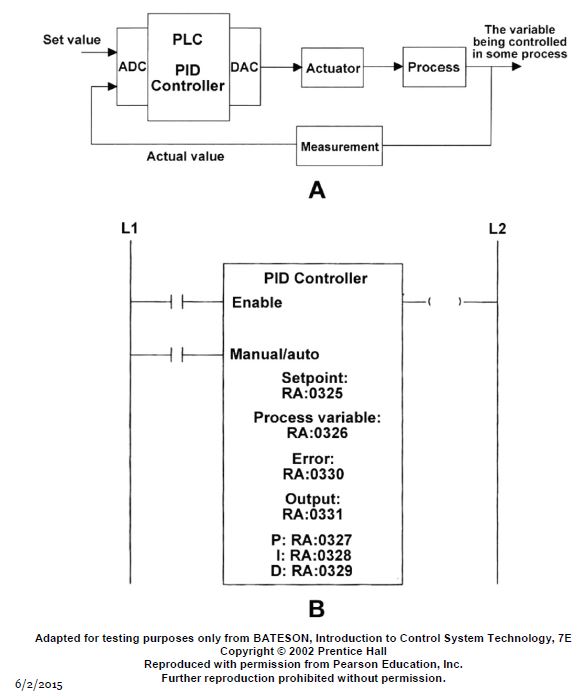 Set value
ADC
PLC
PID
Controller
DAC
Actuator
Process
The variable
being controlled
in some process
Measurement
Actual value
A
L1
L2
PID Controller
Enable
Manual/auto
Setpoint:
RA:0325
Process variable:
RA:0326
Error:
RA:0330
Output:
RA:0331
P: RA:0327
I: RA:0328
D: RA:0329
B
Adapted for testing purposes only from BATESON, Introduction to Control System Technology, 7E
Copyright © 2002 Prentice Hall
Reproduced with permission from Pearson Education, Inc.
Further reproduction prohibited without permission.
6/2/2015